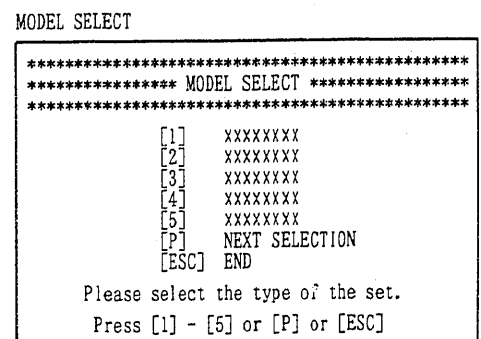 MODEL SELECT
***********************************************
**************** MODEL SELECT *****************
***********************************************
[1] XXXXXXXX
[2] XXXXXXXX
[3] XXXXXXXX
[4] XXXXXXXX
[5] XXXXXXXX
[P] NEXT SELECTION
[ESC] END
Please select the type of the set.
Press [1] - [5] or [P] or [ESC]